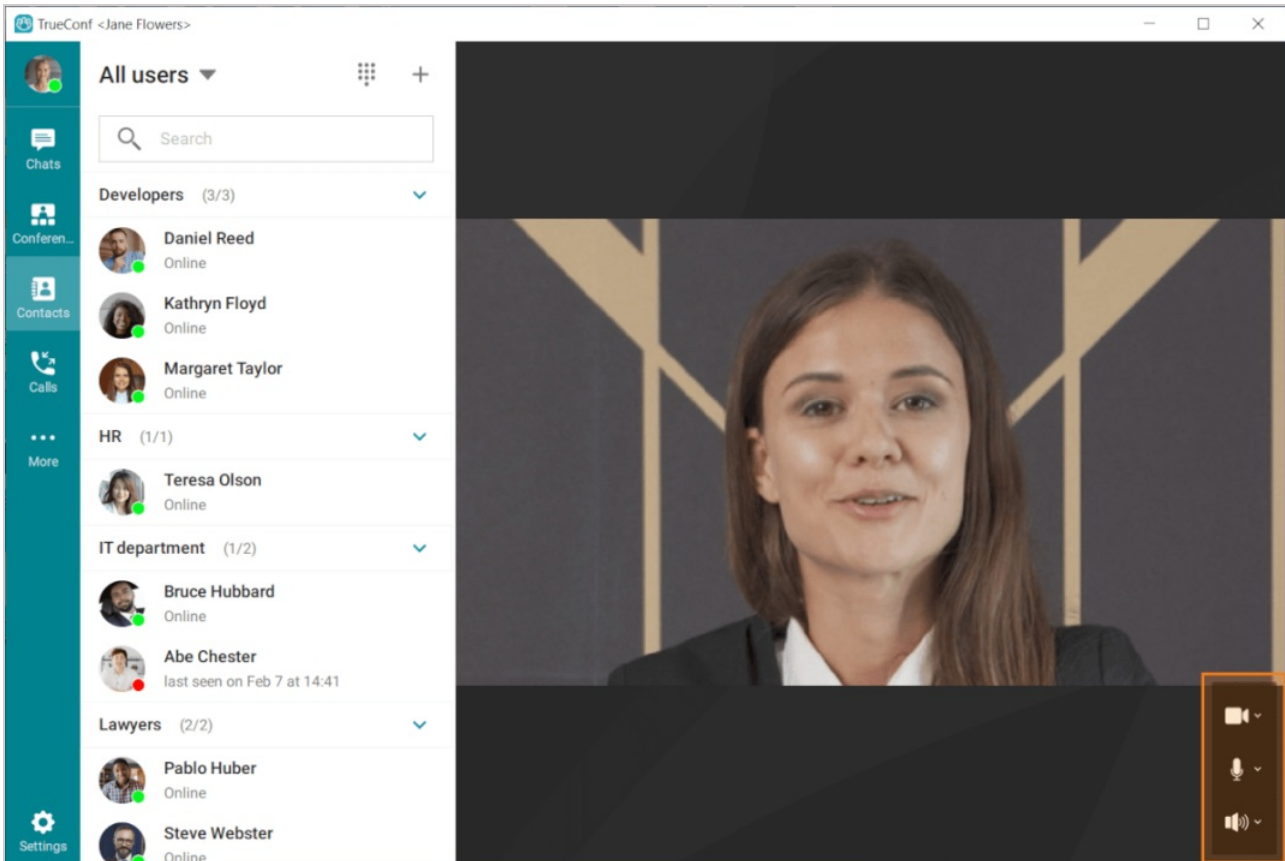 TrueConf <Jane Flowers>
All users
Search
Chats
Conferen...
Contacts
Calls
More
Settings
Developers (3/3)
Daniel Reed
Online
Kathryn Floyd
Online
Margaret Taylor
Online
HR (1/1)
Teresa Olson
Online
IT department (1/2)
Bruce Hubbard
Online
Abe Chester
last seen on Feb 7 at 14:41
Lawyers (2/2)
Pablo Huber
Online
Steve Webster
Online